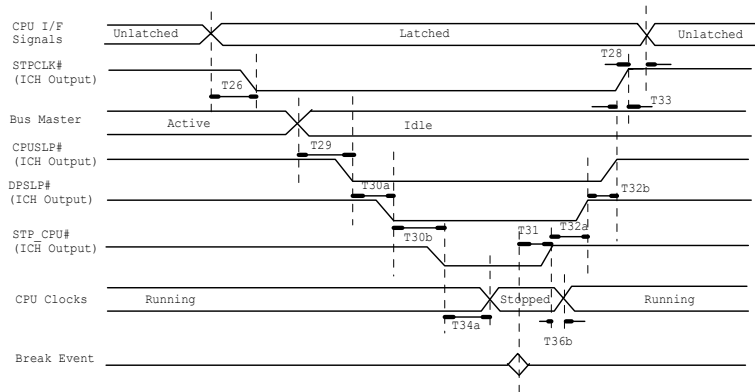 CPU I/F
Signals
Unlatched
Latched
Unlatched
STPCLK#
(ICH Output)
T28
T26
T33
Bus Master
Active
Idle
CPUSLP#
(ICH Output)
T29
DPSLP#
(ICH Output)
T30a
T32b
STP_CPU#
(ICH Output)
T30b
T31
T32a
CPU Clocks
Running
Stopped
Running
T34a
T36b
Break Event